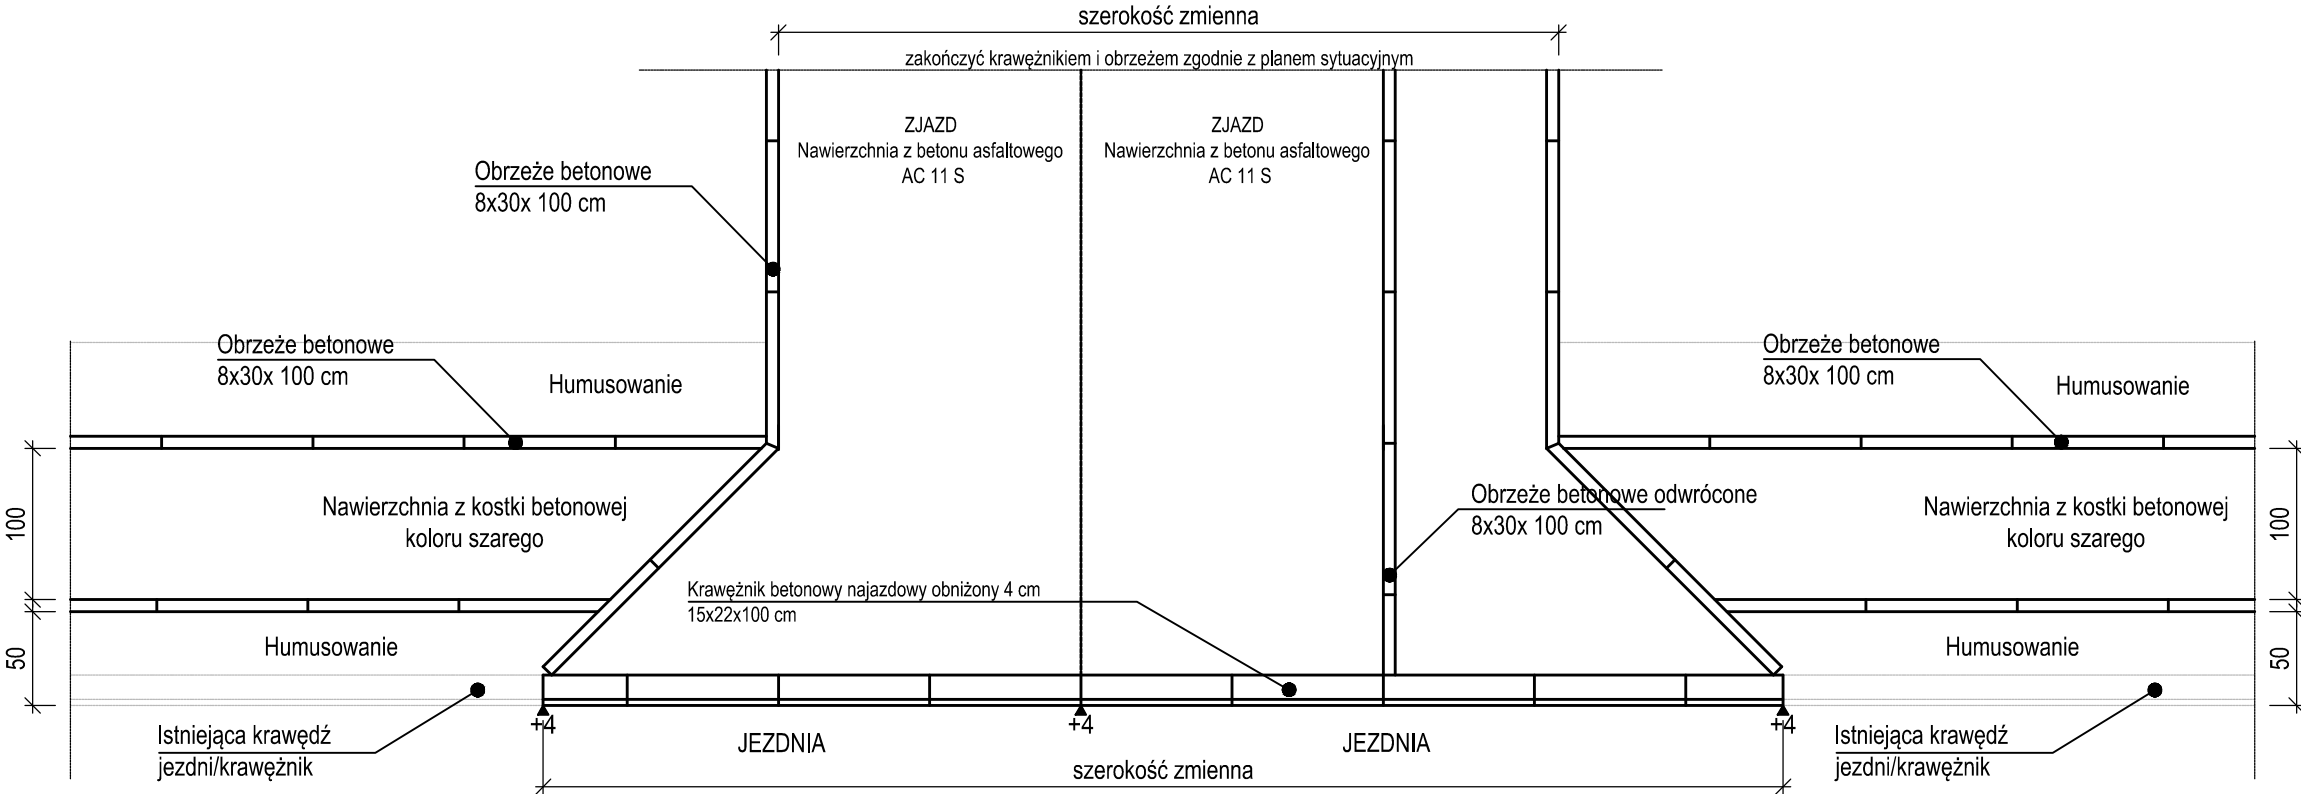 szerokość zmienna
zakończyć krawężnikiem i obrzeżem zgodnie z planem sytuacyjnym
ZJAZD
Nawierzchnia z betonu asfaltowego
AC 11 S
ZJAZD
Nawierzchnia z betonu asfaltowego
AC 11 S
Obrzeże betonowe
8x30x 100 cm
Obrzeże betonowe
8x30x 100 cm
Humusowanie
Obrzeże betonowe
8x30x 100 cm
Humusowanie
100
Nawierzchnia z kostki betonowej
koloru szarego
Obrzeże betonowe odwrócone
8x30x 100 cm
Nawierzchnia z kostki betonowej
koloru szarego
100
Krawężnik betonowy najazdowy obniżony 4 cm
15x22x100 cm
50
Humusowanie
Humusowanie
50
+4
+4
+4
Istniejąca krawędź
jezdni/krawężnik
JEZDNIA
JEZDNIA
Istniejąca krawędź
jezdni/krawężnik
szerokość zmienna